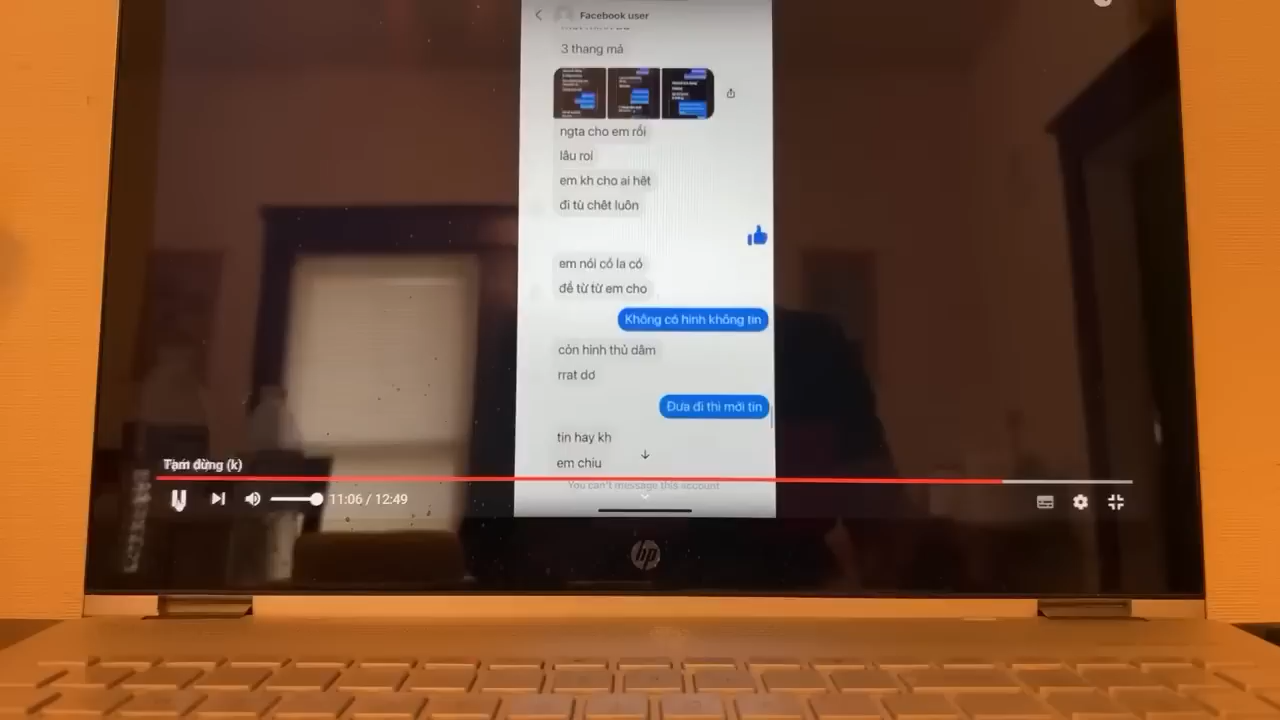 Facebook user
3 thang má
ngta cho em rồi
lâu roi
em kh cho ai hêt
đi tù chêt luôn
em nói có la có
để từ từ em cho
Không có hình không tin
còn hình thủ dâm
rrat dơ
Đưa đi thì mới tin
tin hay kh
em chiu
You can't message this account
Tạm dừng (k)
11:06 / 12:49
hp